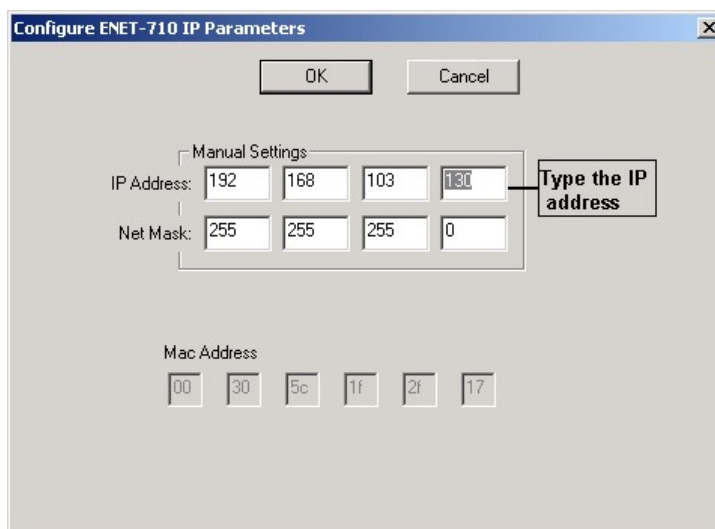 Configure ENET-710 IP Parameters
OK Cancel
Manual Settings
IP Address: 192 168 103 130
Type the IP
address
Net Mask: 255 255 255 0
Mac Address
00 30 5c 1f 2f 17